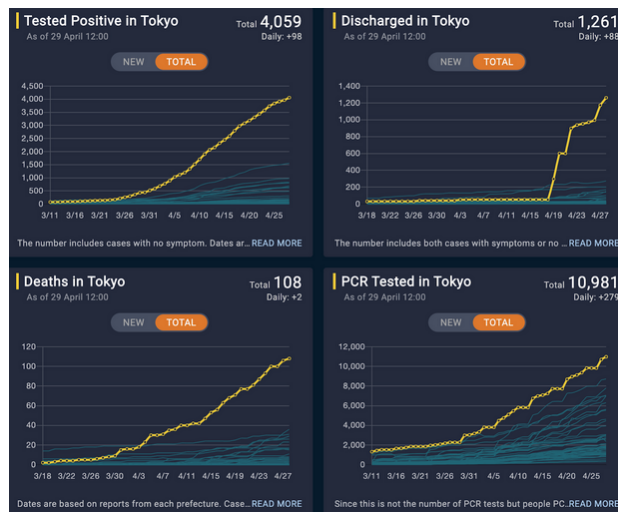 Tested Positive in Tokyo
Total 4,059
As of 29 April 12:00
Daily: +98
NEW TOTAL
4,500
4,000
3,500
3,000
2,500
2,000
1,500
1,000
500
0
3/11 3/16 3/21 3/26 3/31 4/5 4/10 4/15 4/20 4/25
The number includes cases with no symptom. Dates ar... READ MORE
Discharged in Tokyo
Total 1,261
As of 29 April 12:00
Daily: +88
NEW TOTAL
1,400
1,200
1,000
800
600
400
200
0
3/18 3/22 3/26 3/30 4/3 4/7 4/11 4/15 4/19 4/23 4/27
The number includes both cases with symptoms or no ... READ MORE
Deaths in Tokyo
Total 108
As of 29 April 12:00
Daily: +2
NEW TOTAL
120
100
80
60
40
20
0
3/18 3/22 3/26 3/30 4/3 4/7 4/11 4/15 4/19 4/23 4/27
Dates are based on reports from each prefecture. Case... READ MORE
PCR Tested in Tokyo
Total 10,981
As of 29 April 12:00
Daily: +279
NEW TOTAL
12,000
10,000
8,000
6,000
4,000
2,000
0
3/11 3/16 3/21 3/26 3/31 4/5 4/10 4/15 4/20 4/25
Since this is not the number of PCR tests but people PC... READ MORE